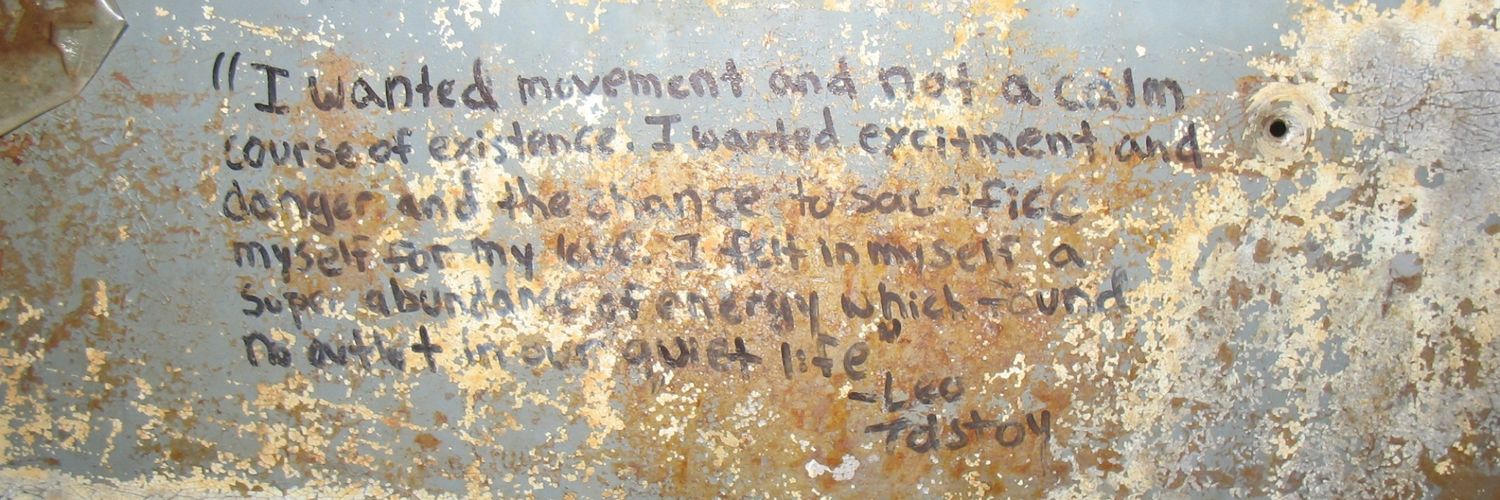 "I wanted movement and not a calm
course of existence. I wanted excitment and
danger and the chance to sacrifice
myself for my love. I felt in myself a
super abundance of energy which found
no outlet in our quiet life"
-Leo
Tolstoy